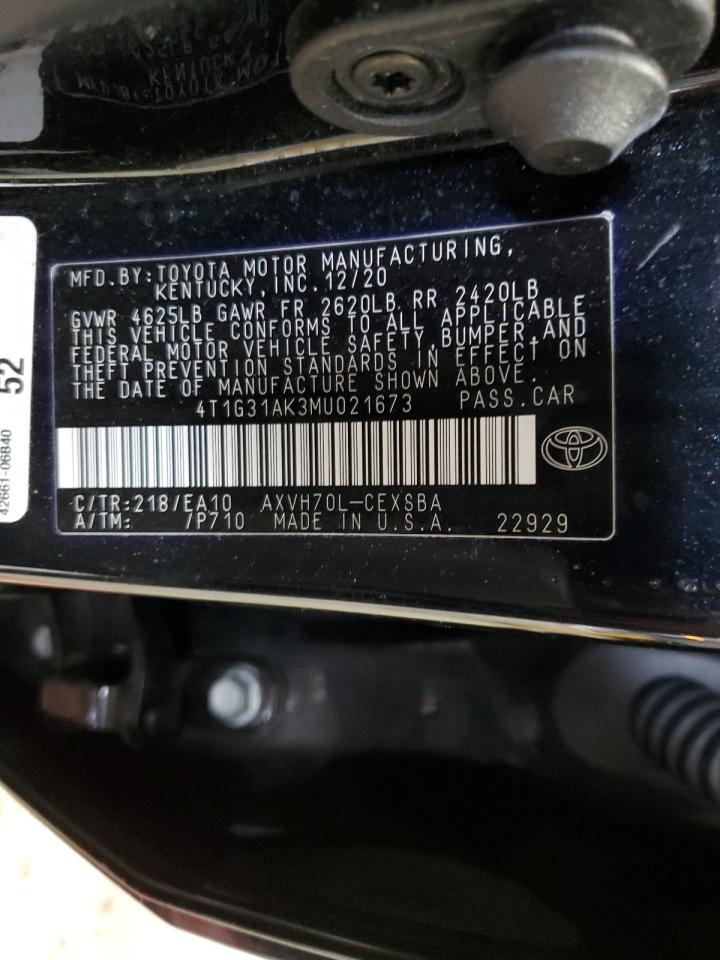 MFD.BY:TOYOTA MOTOR MANUFACTURING,
KENTUCKY,INC.12/20
GVWR 4625LB GAWR FR 2620LB RR 2420LB
THIS VEHICLE CONFORMS TO ALL APPLICABLE
FEDERAL MOTOR VEHICLE SAFETY,BUMPER,AND
THEFT PREVENTION STANDARDS IN EFFECT ON
THE DATE OF MANUFACTURE SHOWN ABOVE.
4T1G31AK3MU021673 PASS.CAR
C/TR:218/EA10 AXVH70L-CEXSBA
A/TM: /P710 MADE IN U.S.A. 22929
52
42661-06B40